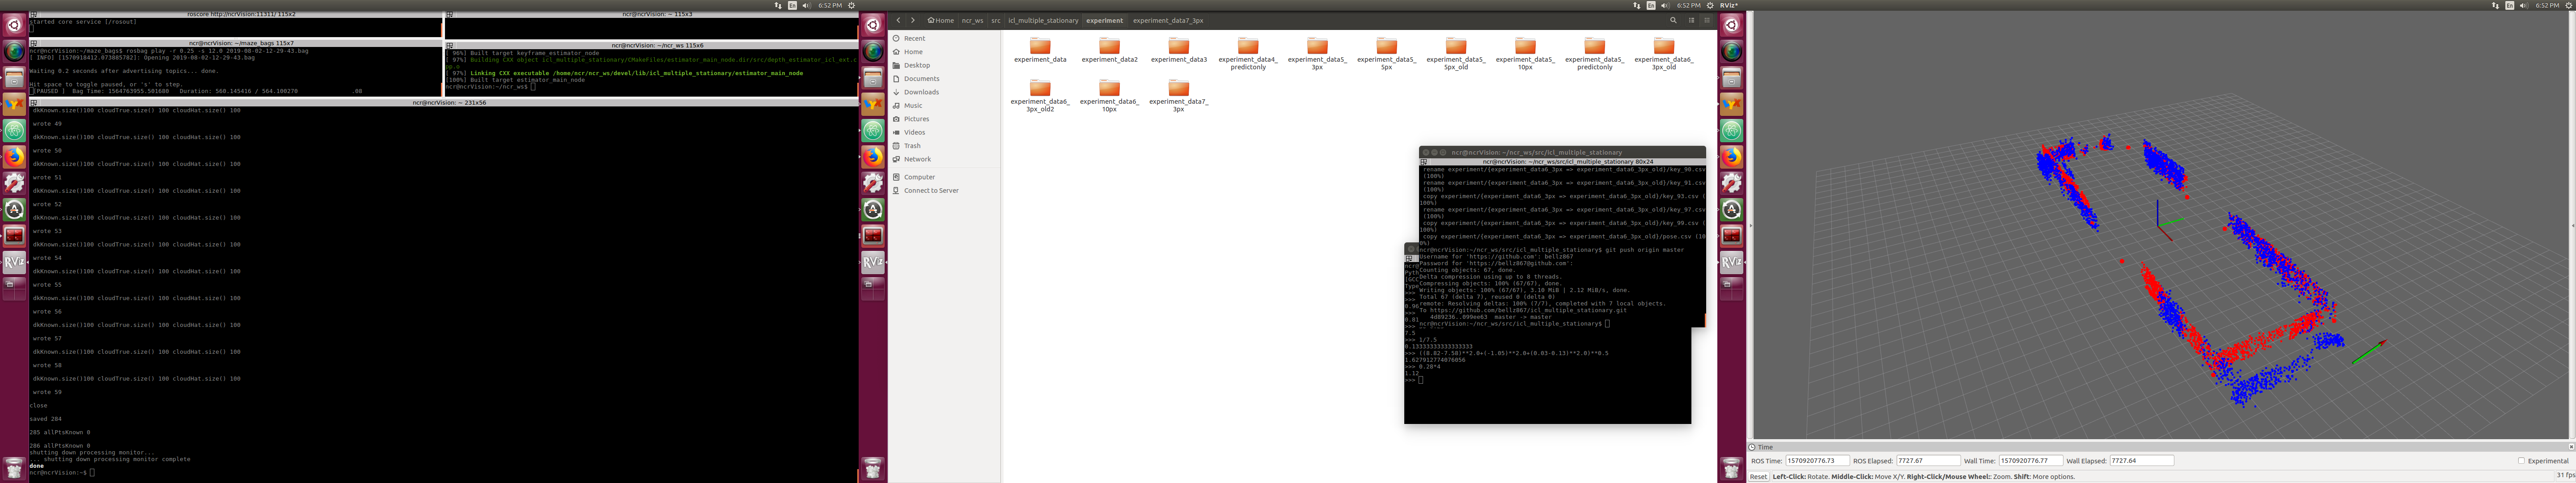 6:52 PM
roscore http://ncrVision:11311/ 115x2
started core service [/rosout]
ncr@ncrVision: ~ 115x3
ncr@ncrVision: ~/maze_bags 115x7
ncr@ncrVision:~/maze_bags$ rosbag play -r 0.25 -s 12.0 2019-08-02-12-29-43.bag
[ INFO] [1570918412.073885782]: Opening 2019-08-02-12-29-43.bag
Waiting 0.2 seconds after advertising topics... done.
Hit space to toggle paused, or 's' to step.
[PAUSED ] Bag Time: 1564763955.501680 Duration: 560.145416 / 564.100270 .08
ncr@ncrVision: ~/ncr_ws 115x6
[ 96%] Built target keyframe_estimator_node
[ 97%] Building CXX object icl_multiple_stationary/CMakeFiles/estimator_main_node.dir/src/src/depth_estimator_icl_ext.c
pp.o
[ 97%] Linking CXX executable /home/ncr/ncr_ws/devel/lib/icl_multiple_stationary/estimator_main_node
[100%] Built target estimator_main_node
ncr@ncrVision:~/ncr_ws$
ncr@ncrVision: ~ 231x56
dkKnown.size()100 cloudTrue.size() 100 cloudHat.size() 100
wrote 49
dkKnown.size()100 cloudTrue.size() 100 cloudHat.size() 100
wrote 50
dkKnown.size()100 cloudTrue.size() 100 cloudHat.size() 100
wrote 51
dkKnown.size()100 cloudTrue.size() 100 cloudHat.size() 100
wrote 52
dkKnown.size()100 cloudTrue.size() 100 cloudHat.size() 100
wrote 53
dkKnown.size()100 cloudTrue.size() 100 cloudHat.size() 100
wrote 54
dkKnown.size()100 cloudTrue.size() 100 cloudHat.size() 100
wrote 55
dkKnown.size()100 cloudTrue.size() 100 cloudHat.size() 100
wrote 56
dkKnown.size()100 cloudTrue.size() 100 cloudHat.size() 100
wrote 57
dkKnown.size()100 cloudTrue.size() 100 cloudHat.size() 100
wrote 58
dkKnown.size()100 cloudTrue.size() 100 cloudHat.size() 100
wrote 59
close
saved 284
285 allPtsKnown 6
286 allPtsKnown 0
shutting down processing monitor...
... shutting down processing monitor complete
done
ncr@ncrVision:~$
6:52 PM
Home ncr_ws src icl_multiple_stationary experiment experiment_data7_3px
Recent
Home
Desktop
Documents
Downloads
Music
Pictures
Videos
Trash
Network
Computer
Connect to Server
experiment_data
experiment_data2
experiment_data3
experiment_data4_predictonly
experiment_data5_3px
experiment_data5_5px
experiment_data5_5px_old
experiment_data5_10px
experiment_data5_predictonly
experiment_data6_3px_old
experiment_data6_3px_old2
experiment_data6_10px
experiment_data7_3px
ncr@ncrVision: ~/ncr_ws/src/icl_multiple_stationary
ncr@ncrVision: ~/ncr_ws/src/icl_multiple_stationary 80x24
rename experiment/{experiment_data6_3px => experiment_data6_3px_old}/key_90.csv
(100%)
rename experiment/{experiment_data6_3px => experiment_data6_3px_old}/key_91.csv
(100%)
copy experiment/{experiment_data6_3px => experiment_data6_3px_old}/key_93.csv (
100%)
rename experiment/{experiment_data6_3px => experiment_data6_3px_old}/key_97.csv
(100%)
copy experiment/{experiment_data6_3px => experiment_data6_3px_old}/key_99.csv (
100%)
copy experiment/{experiment_data6_3px => experiment_data6_3px_old}/pose.csv (10
0%)
ncr@ncrVision:~/ncr_ws/src/icl_multiple_stationary$ git push origin master
Username for 'https://github.com': bellz867
Password for 'https://bellz867@github.com':
Counting objects: 67, done.
Delta compression using up to 8 threads.
Compressing objects: 100% (67/67), done.
Writing objects: 100% (67/67), 3.10 MiB | 2.12 MiB/s, done.
Total 67 (delta 7), reused 0 (delta 0)
remote: Resolving deltas: 100% (7/7), completed with 7 local objects.
To https://github.com/bellz867/icl_multiple_stationary.git
4d89236..099ee63 master -> master
ncr@ncrVision:~/ncr_ws/src/icl_multiple_stationary$
7.5
>>> 1/7.5
0.13333333333333333
>>> ((8.82-7.58)**2.0+(-1.05)**2.0+(0.03-0.13)**2.0)**0.5
1.627912774076056
>>> 0.28*4
1.12
>>>
RViz*
6:52 PM
Time
ROS Time: 1570920776.73 ROS Elapsed: 7727.67 Wall Time: 1570920776.77 Wall Elapsed: 7727.64 Experimental
Reset Left-Click: Rotate. Middle-Click: Move X/Y. Right-Click/Mouse Wheel:: Zoom. Shift: More options. 31 fps